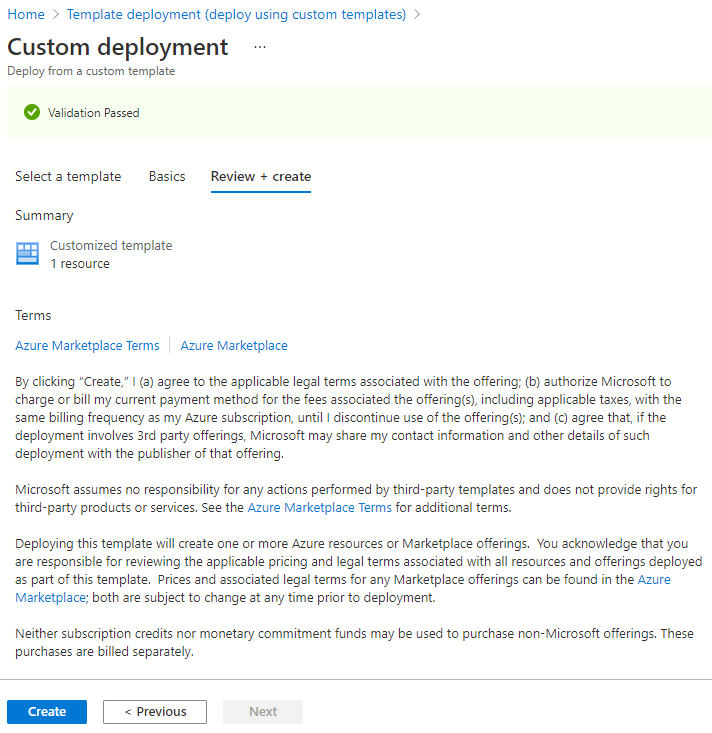 Home > Template deployment (deploy using custom templates) >
Custom deployment ...
Deploy from a custom template
Validation Passed
Select a template Basics Review + create
Summary
Customized template
1 resource
Terms
Azure Marketplace Terms Azure Marketplace
By clicking "Create," I (a) agree to the applicable legal terms associated with the offering; (b) authorize Microsoft to
charge or bill my current payment method for the fees associated the offering(s), including applicable taxes, with the
same billing frequency as my Azure subscription, until I discontinue use of the offering(s); and (c) agree that, if the
deployment involves 3rd party offerings, Microsoft may share my contact information and other details of such
deployment with the publisher of that offering.
Microsoft assumes no responsibility for any actions performed by third-party templates and does not provide rights for
third-party products or services. See the Azure Marketplace Terms for additional terms.
Deploying this template will create one or more Azure resources or Marketplace offerings.  You acknowledge that you
are responsible for reviewing the applicable pricing and legal terms associated with all resources and offerings deployed
as part of this template.  Prices and associated legal terms for any Marketplace offerings can be found in the Azure
Marketplace; both are subject to change at any time prior to deployment.
Neither subscription credits nor monetary commitment funds may be used to purchase non-Microsoft offerings. These
purchases are billed separately.
Create < Previous Next